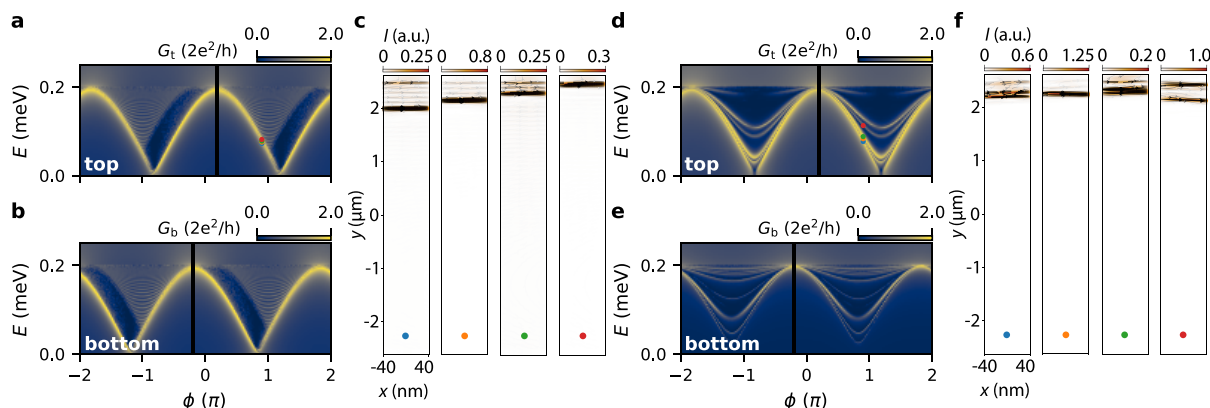 a
G_t (2e²/h)
0.0
2.0
E (meV)
0.2
0.0
top
b
G_b (2e²/h)
0.0
2.0
E (meV)
0.2
0.0
bottom
−2
−1
0
1
2
ϕ (π)
c
I (a.u.)
0
0.25
0
0.8
0
0.25
0
0.3
y (μm)
2
1
0
-1
-2
-40
40
x (nm)
d
G_t (2e²/h)
0.0
2.0
E (meV)
0.2
0.0
top
e
G_b (2e²/h)
0.0
2.0
E (meV)
0.2
0.0
bottom
−2
−1
0
1
2
ϕ (π)
f
I (a.u.)
0
0.6
0
1.25
0
0.2
0
1.0
y (μm)
2
1
0
-1
-2
-40
40
x (nm)